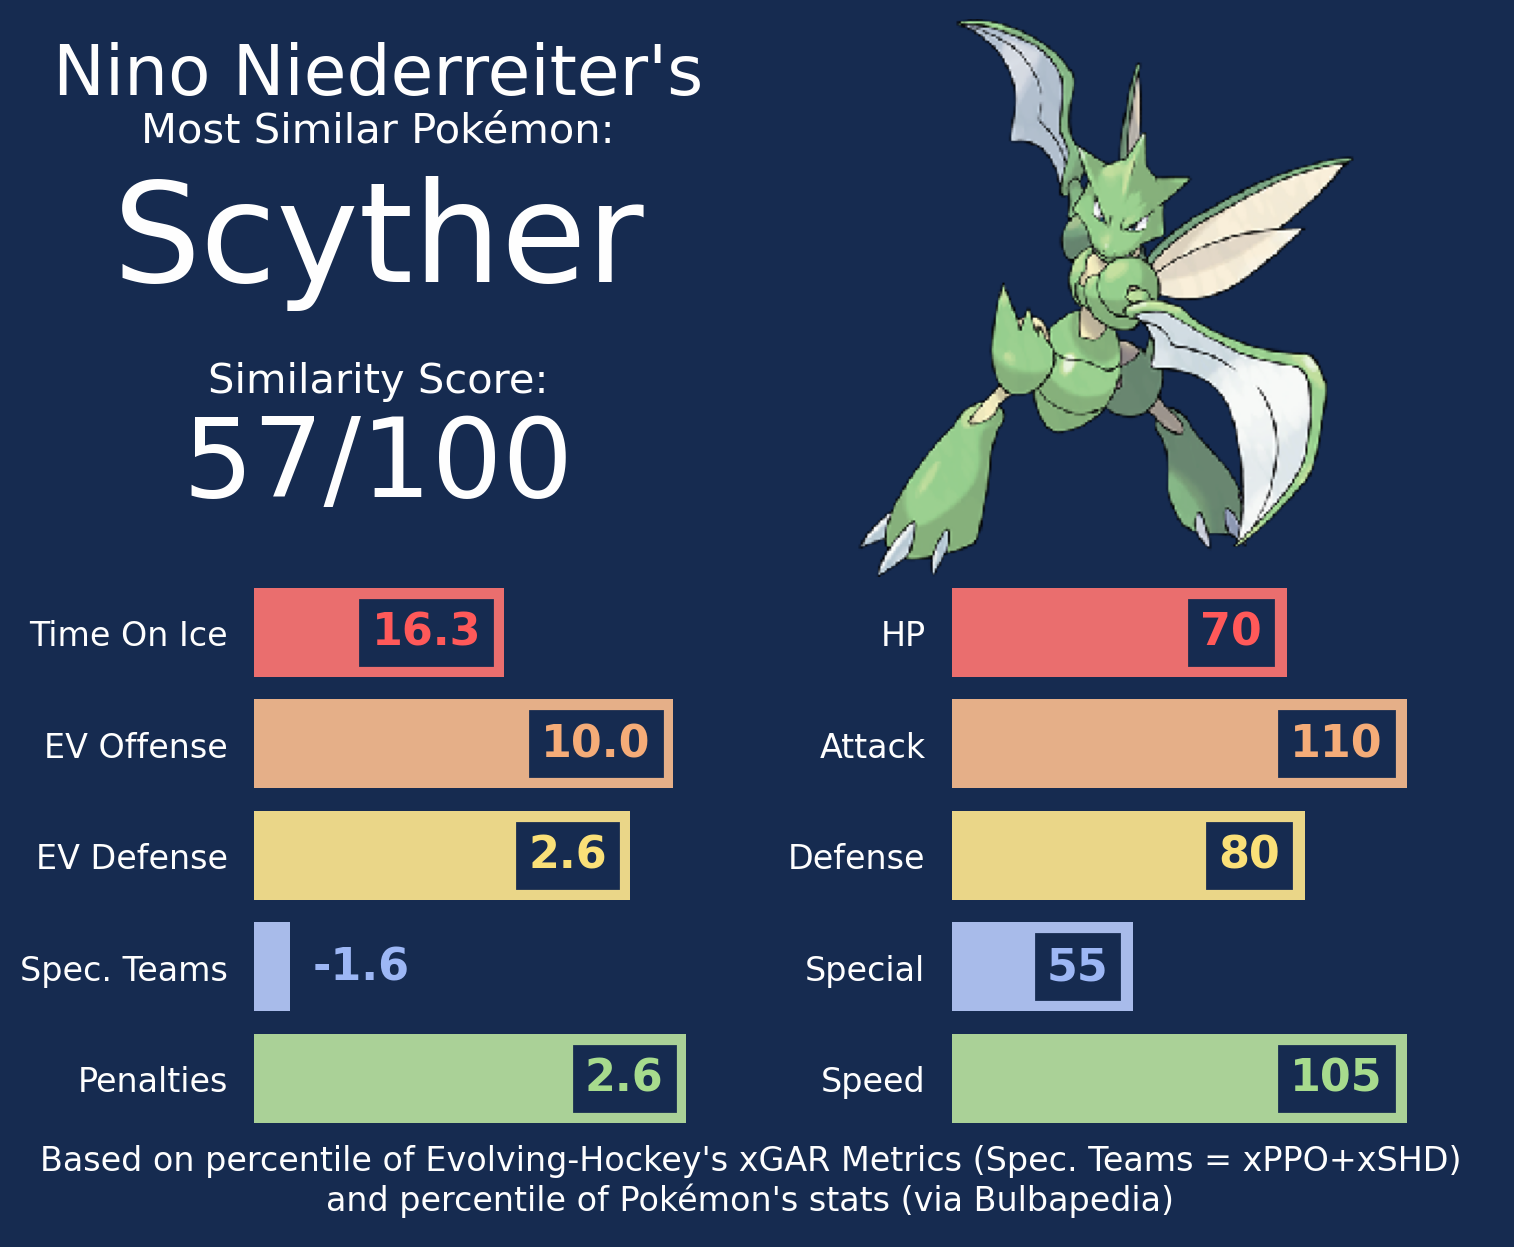 Nino Niederreiter's
Most Similar Pokémon:
Scyther
Similarity Score:
57/100
Time On Ice 16.3
HP 70
EV Offense 10.0
Attack 110
EV Defense 2.6
Defense 80
Spec. Teams -1.6
Special 55
Penalties 2.6
Speed 105
Based on percentile of Evolving-Hockey's xGAR Metrics (Spec. Teams = xPPO+xSHD)
and percentile of Pokémon's stats (via Bulbapedia)